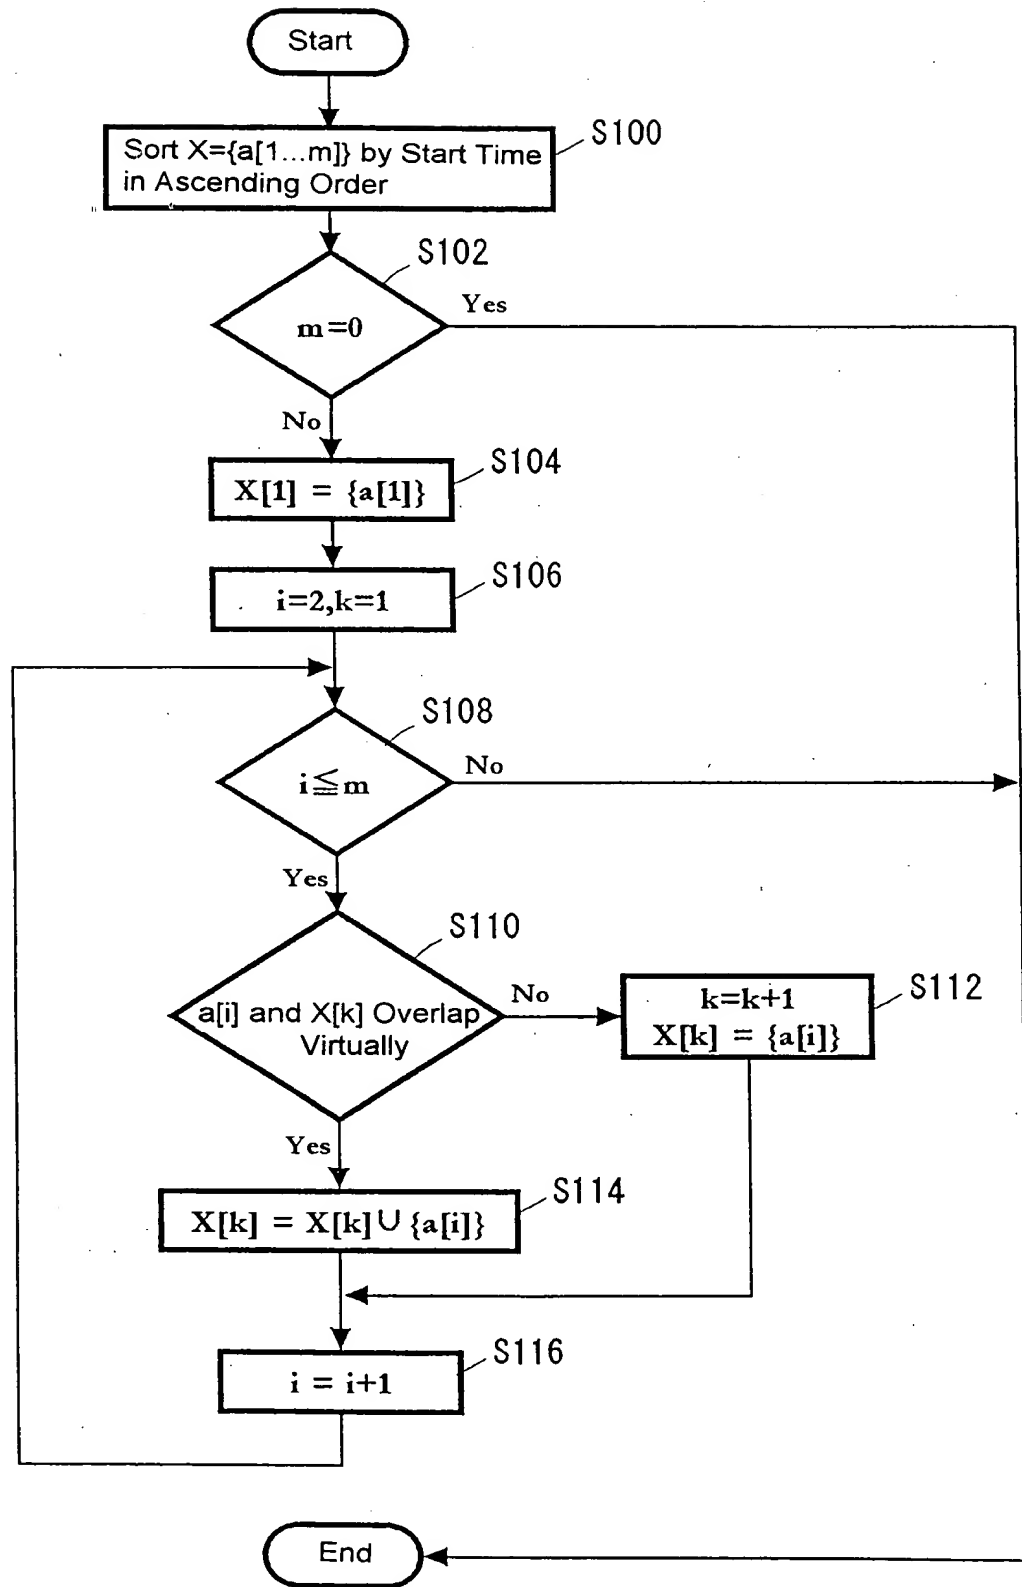 Start
S100
Sort X={a[1...m]} by Start Time
in Ascending Order
S102
Yes
m=0
No
S104
X[1] = {a[1]}
S106
i=2,k=1
S108
No
i≦m
Yes
S110
No
a[i] and X[k] Overlap
Virtually
S112
k=k+1
X[k] = {a[i]}
Yes
S114
X[k] = X[k]∪{a[i]}
S116
i = i+1
End